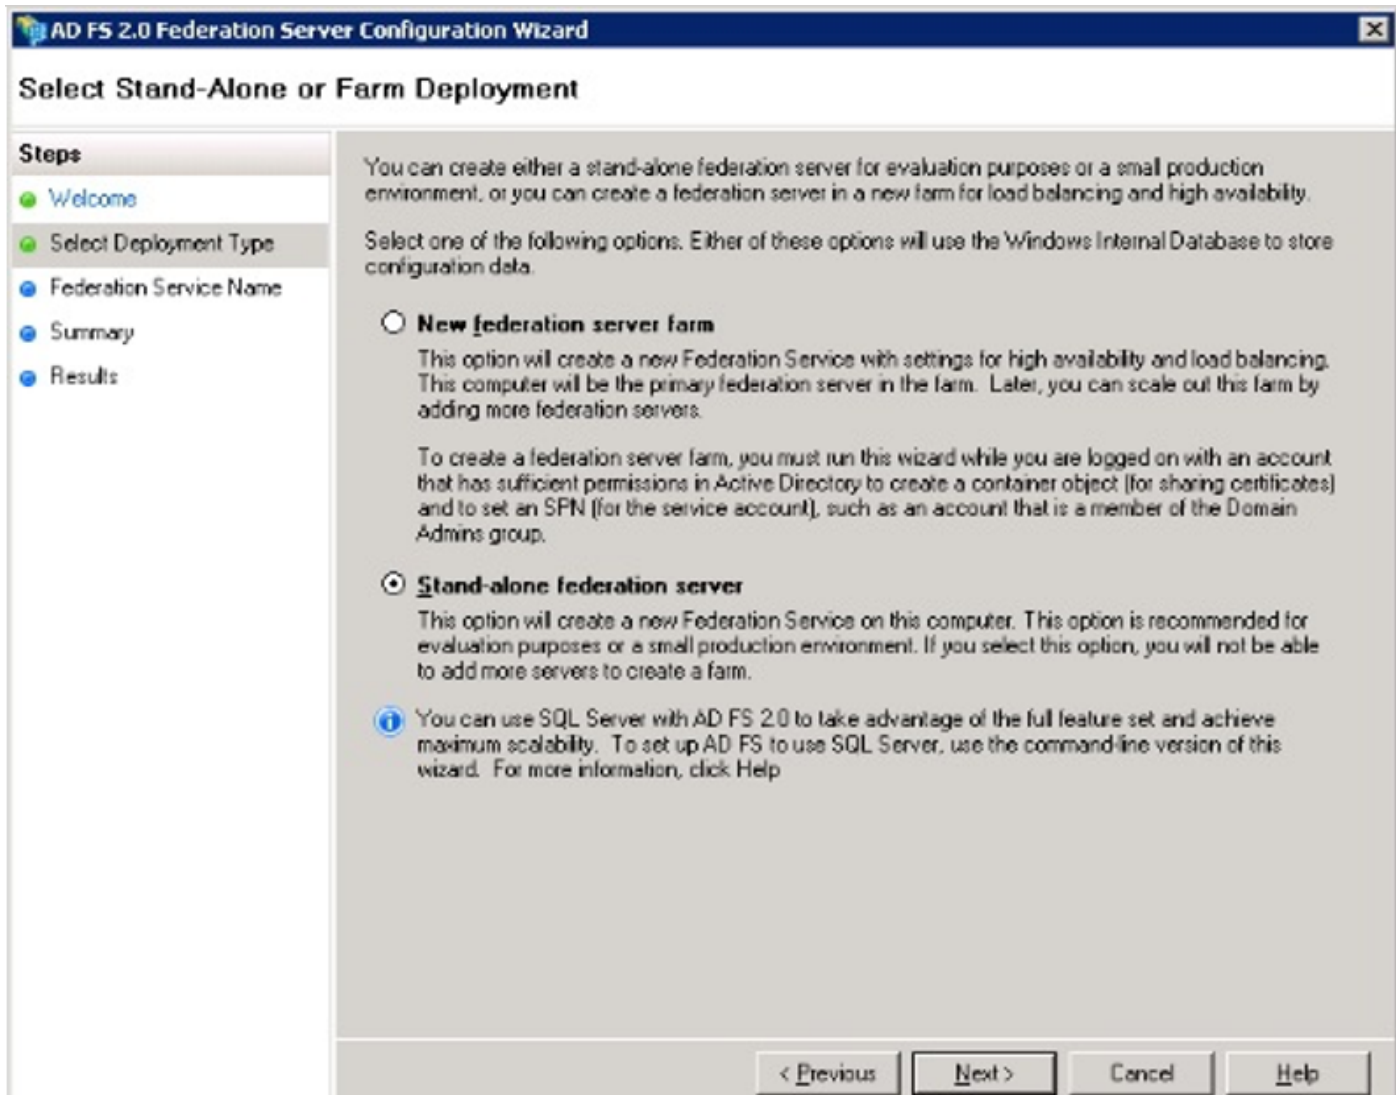 AD FS 2.0 Federation Server Configuration Wizard
Select Stand-Alone or Farm Deployment
Steps
Welcome
Select Deployment Type
Federation Service Name
Summary
Results
You can create either a stand-alone federation server for evaluation purposes or a small production
environment, or you can create a federation server in a new farm for load balancing and high availability.
Select one of the following options. Either of these options will use the Windows Internal Database to store
configuration data.
New federation server farm
This option will create a new Federation Service with settings for high availability and load balancing.
This computer will be the primary federation server in the farm. Later, you can scale out this farm by
adding more federation servers.
To create a federation server farm, you must run this wizard while you are logged on with an account
that has sufficient permissions in Active Directory to create a container object (for sharing certificates)
and to set an SPN (for the service account), such as an account that is a member of the Domain
Admins group.
Stand-alone federation server
This option will create a new Federation Service on this computer. This option is recommended for
evaluation purposes or a small production environment. If you select this option, you will not be able
to add more servers to create a farm.
You can use SQL Server with AD FS 2.0 to take advantage of the full feature set and achieve
maximum scalability. To set up AD FS to use SQL Server, use the command-line version of this
wizard. For more information, click Help
< Previous
Next >
Cancel
Help